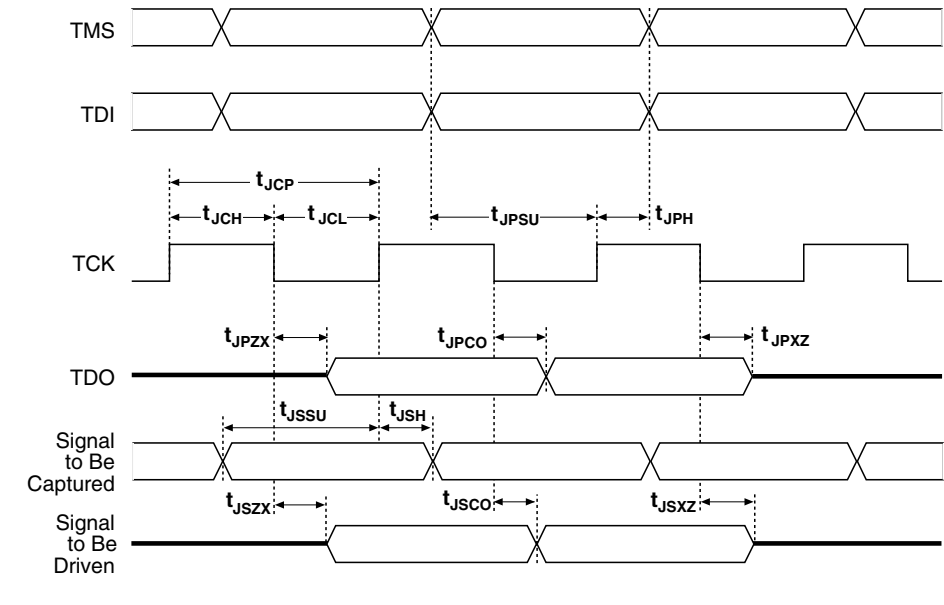 TMS
TDI
tJCP
tJCH
tJCL
tJPSU
tJPH
TCK
tJPZX
tJPCO
tJPXZ
TDO
tJSSU
tJSH
Signal
to Be
Captured
tJSZX
tJSCO
tJSXZ
Signal
to Be
Driven